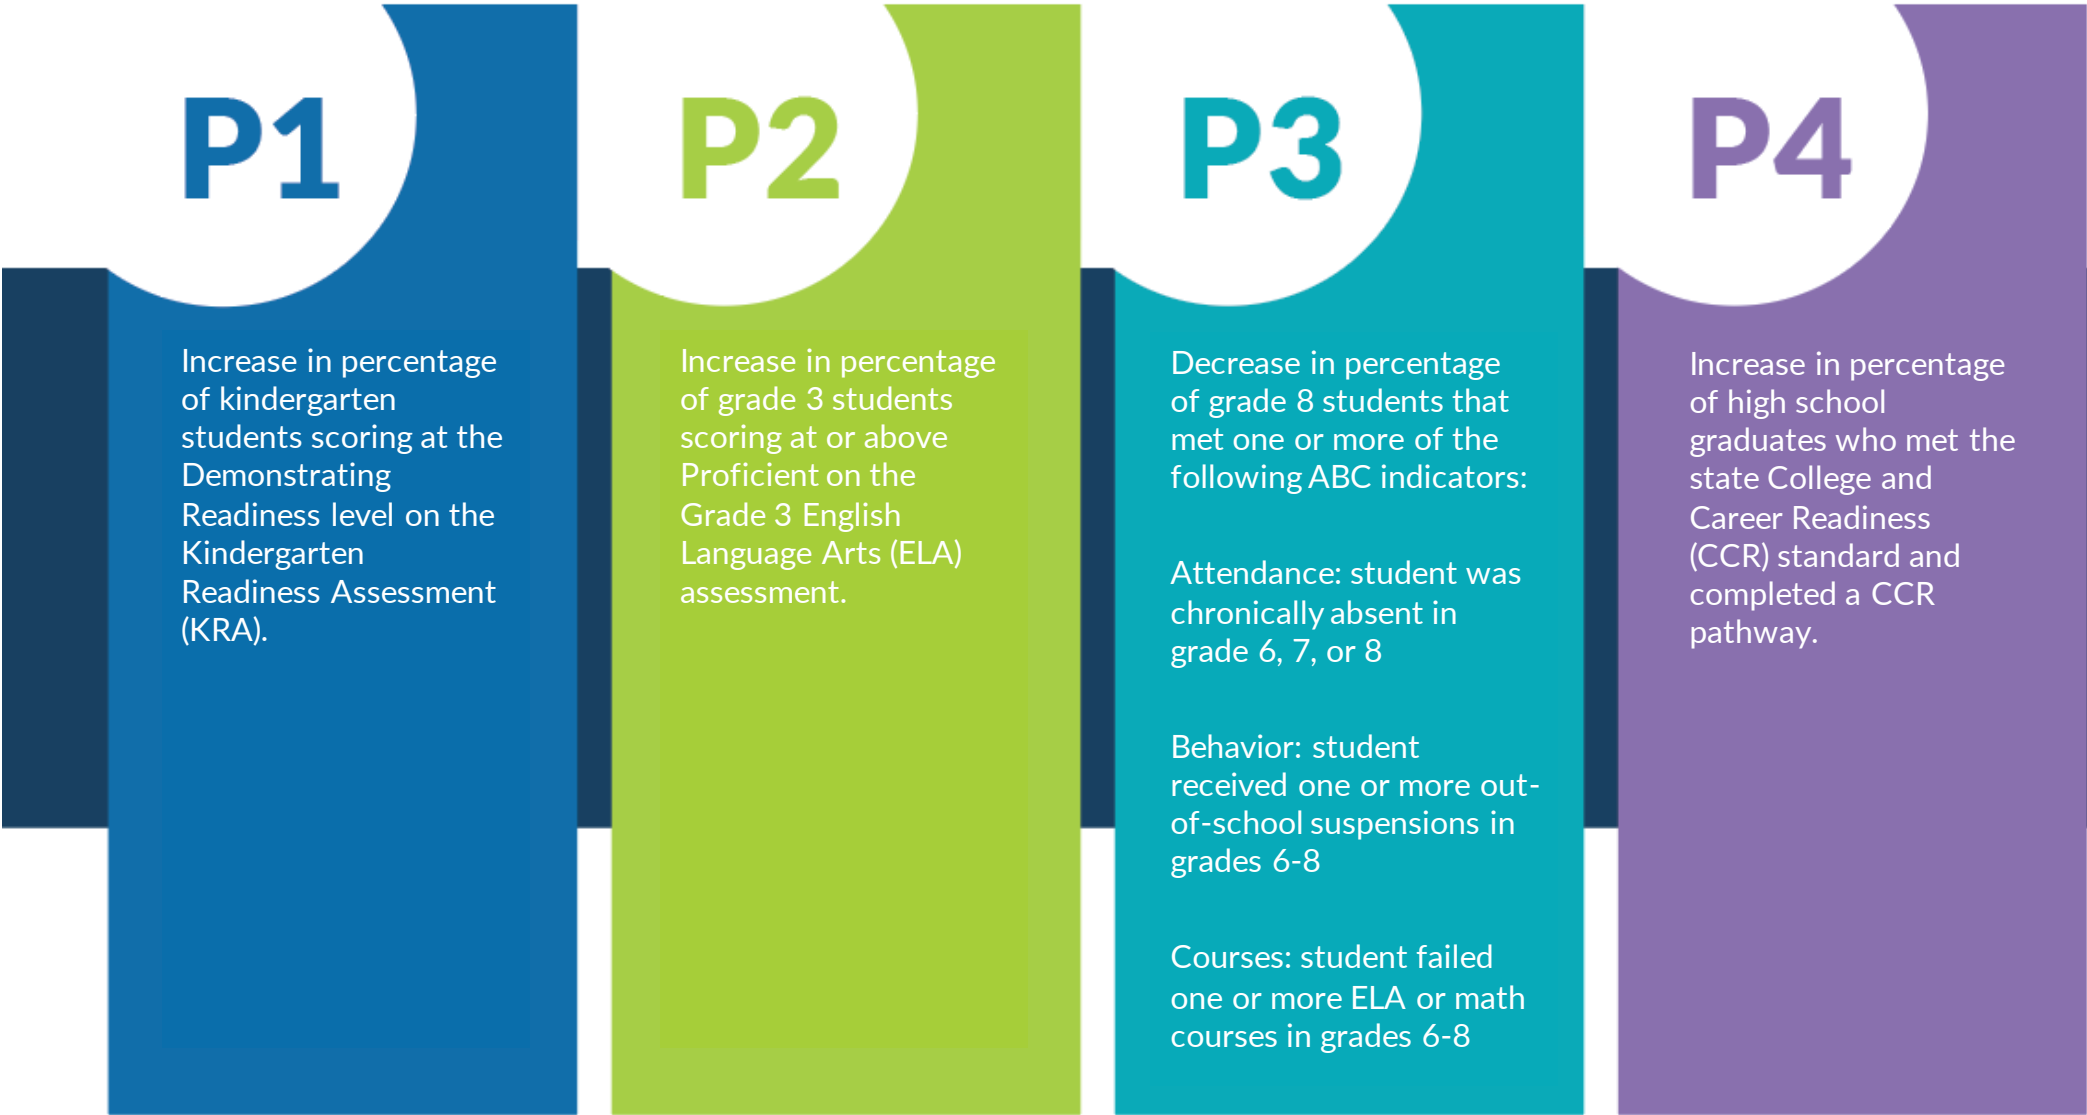 P1
Increase in percentage
of kindergarten
students scoring at the
Demonstrating
Readiness level on the
Kindergarten
Readiness Assessment
(KRA).
P2
Increase in percentage
of grade 3 students
scoring at or above
Proficient on the
Grade 3 English
Language Arts (ELA)
assessment.
P3
Decrease in percentage
of grade 8 students that
met one or more of the
following ABC indicators:
Attendance: student was
chronically absent in
grade 6, 7, or 8
Behavior: student
received one or more out-
of-school suspensions in
grades 6-8
Courses: student failed
one or more ELA or math
courses in grades 6-8
P4
Increase in percentage
of high school
graduates who met the
state College and
Career Readiness
(CCR) standard and
completed a CCR
pathway.